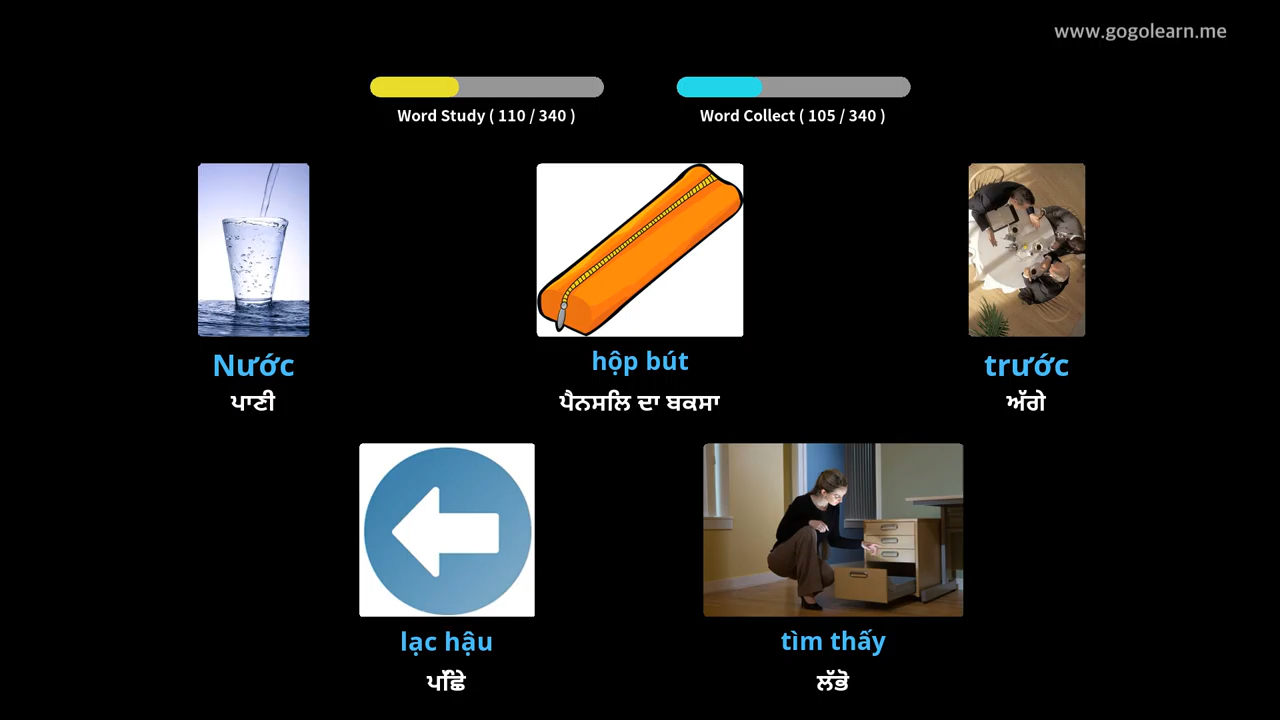 www.gogolearn.me
Word Study ( 110 / 340 )
Word Collect ( 105 / 340 )
Nước
ਪਾਣੀ
hộp bút
ਪੈਨਸਲਿ ਦਾ ਬਕਸਾ
trước
ਅੱਗੇ
lạc hậu
ਪਿੱਛੇ
tìm thấy
ਲੱਭੋ